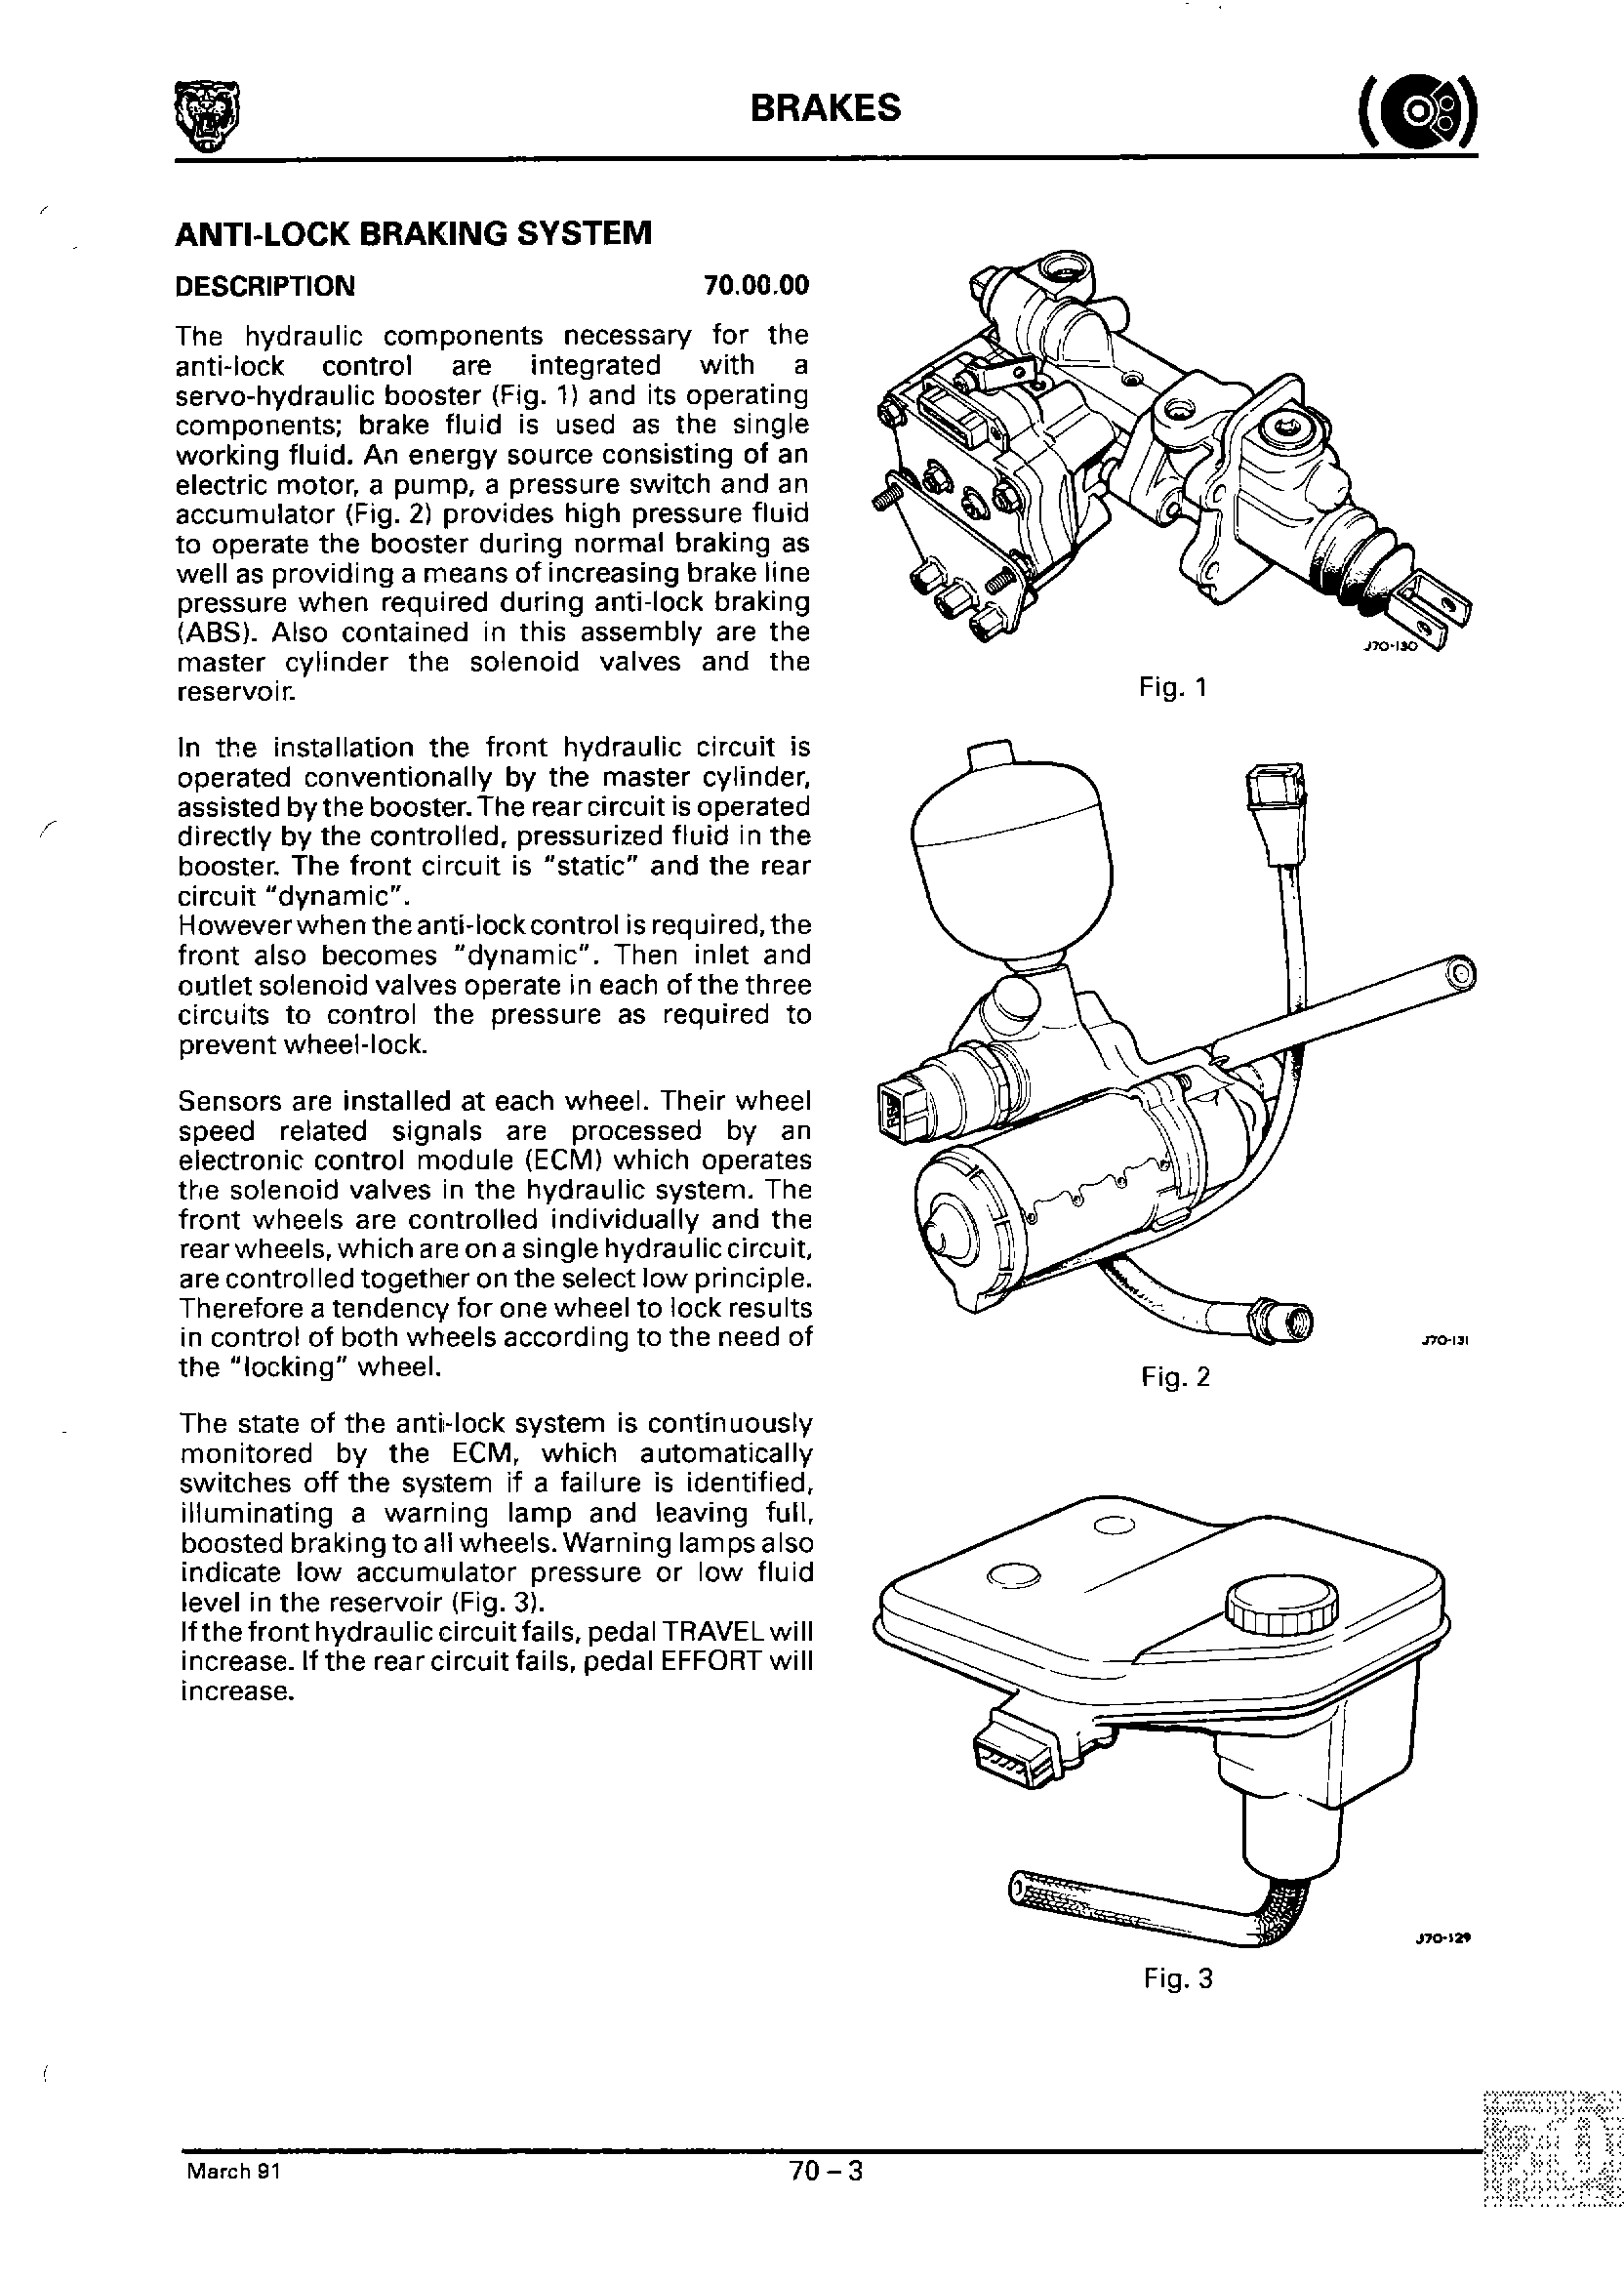 BRAKES
ANTI-LOCK BRAKING SYSTEM
DESCRIPTION 70.00.00
The hydraulic components necessary for the
anti-lock control are integrated with a
servo-hydraulic booster (Fig. 1) and its operating
components; brake fluid is used as the single
working fluid. An energy source consisting of an
electric motor, a pump, a pressure switch and an
accumulator (Fig. 2) provides high pressure fluid
to operate the booster during normal braking as
well as providing a means of increasing brake line
pressure when required during anti-lock braking
(ABS). Also contained in this assembly are the
master cylinder the solenoid valves and the
reservoir.
In the installation the front hydraulic circuit is
operated conventionally by the master cylinder,
assisted by the booster. The rear circuit is operated
directly by the controlled, pressurized fluid in the
booster. The front circuit is "static" and the rear
circuit "dynamic".
However when the anti-lock control is required, the
front also becomes "dynamic". Then inlet and
outlet solenoid valves operate in each of the three
circuits to control the pressure as required to
prevent wheel-lock.
Sensors are installed at each wheel. Their wheel
speed related signals are processed by an
electronic control module (ECM) which operates
the solenoid valves in the hydraulic system. The
front wheels are controlled individually and the
rear wheels, which are on a single hydraulic circuit,
are controlled together on the select low principle.
Therefore a tendency for one wheel to lock results
in control of both wheels according to the need of
the "locking" wheel.
The state of the anti-lock system is continuously
monitored by the ECM, which automatically
switches off the system if a failure is identified,
illuminating a warning lamp and leaving full,
boosted braking to all wheels. Warning lamps also
indicate low accumulator pressure or low fluid
level in the reservoir (Fig. 3).
If the front hydraulic circuit fails, pedal TRAVEL will
increase. If the rear circuit fails, pedal EFFORT will
increase.
J70-130
Fig. 1
J70-131
Fig. 2
J70-129
Fig. 3
70
March 91 70 – 3